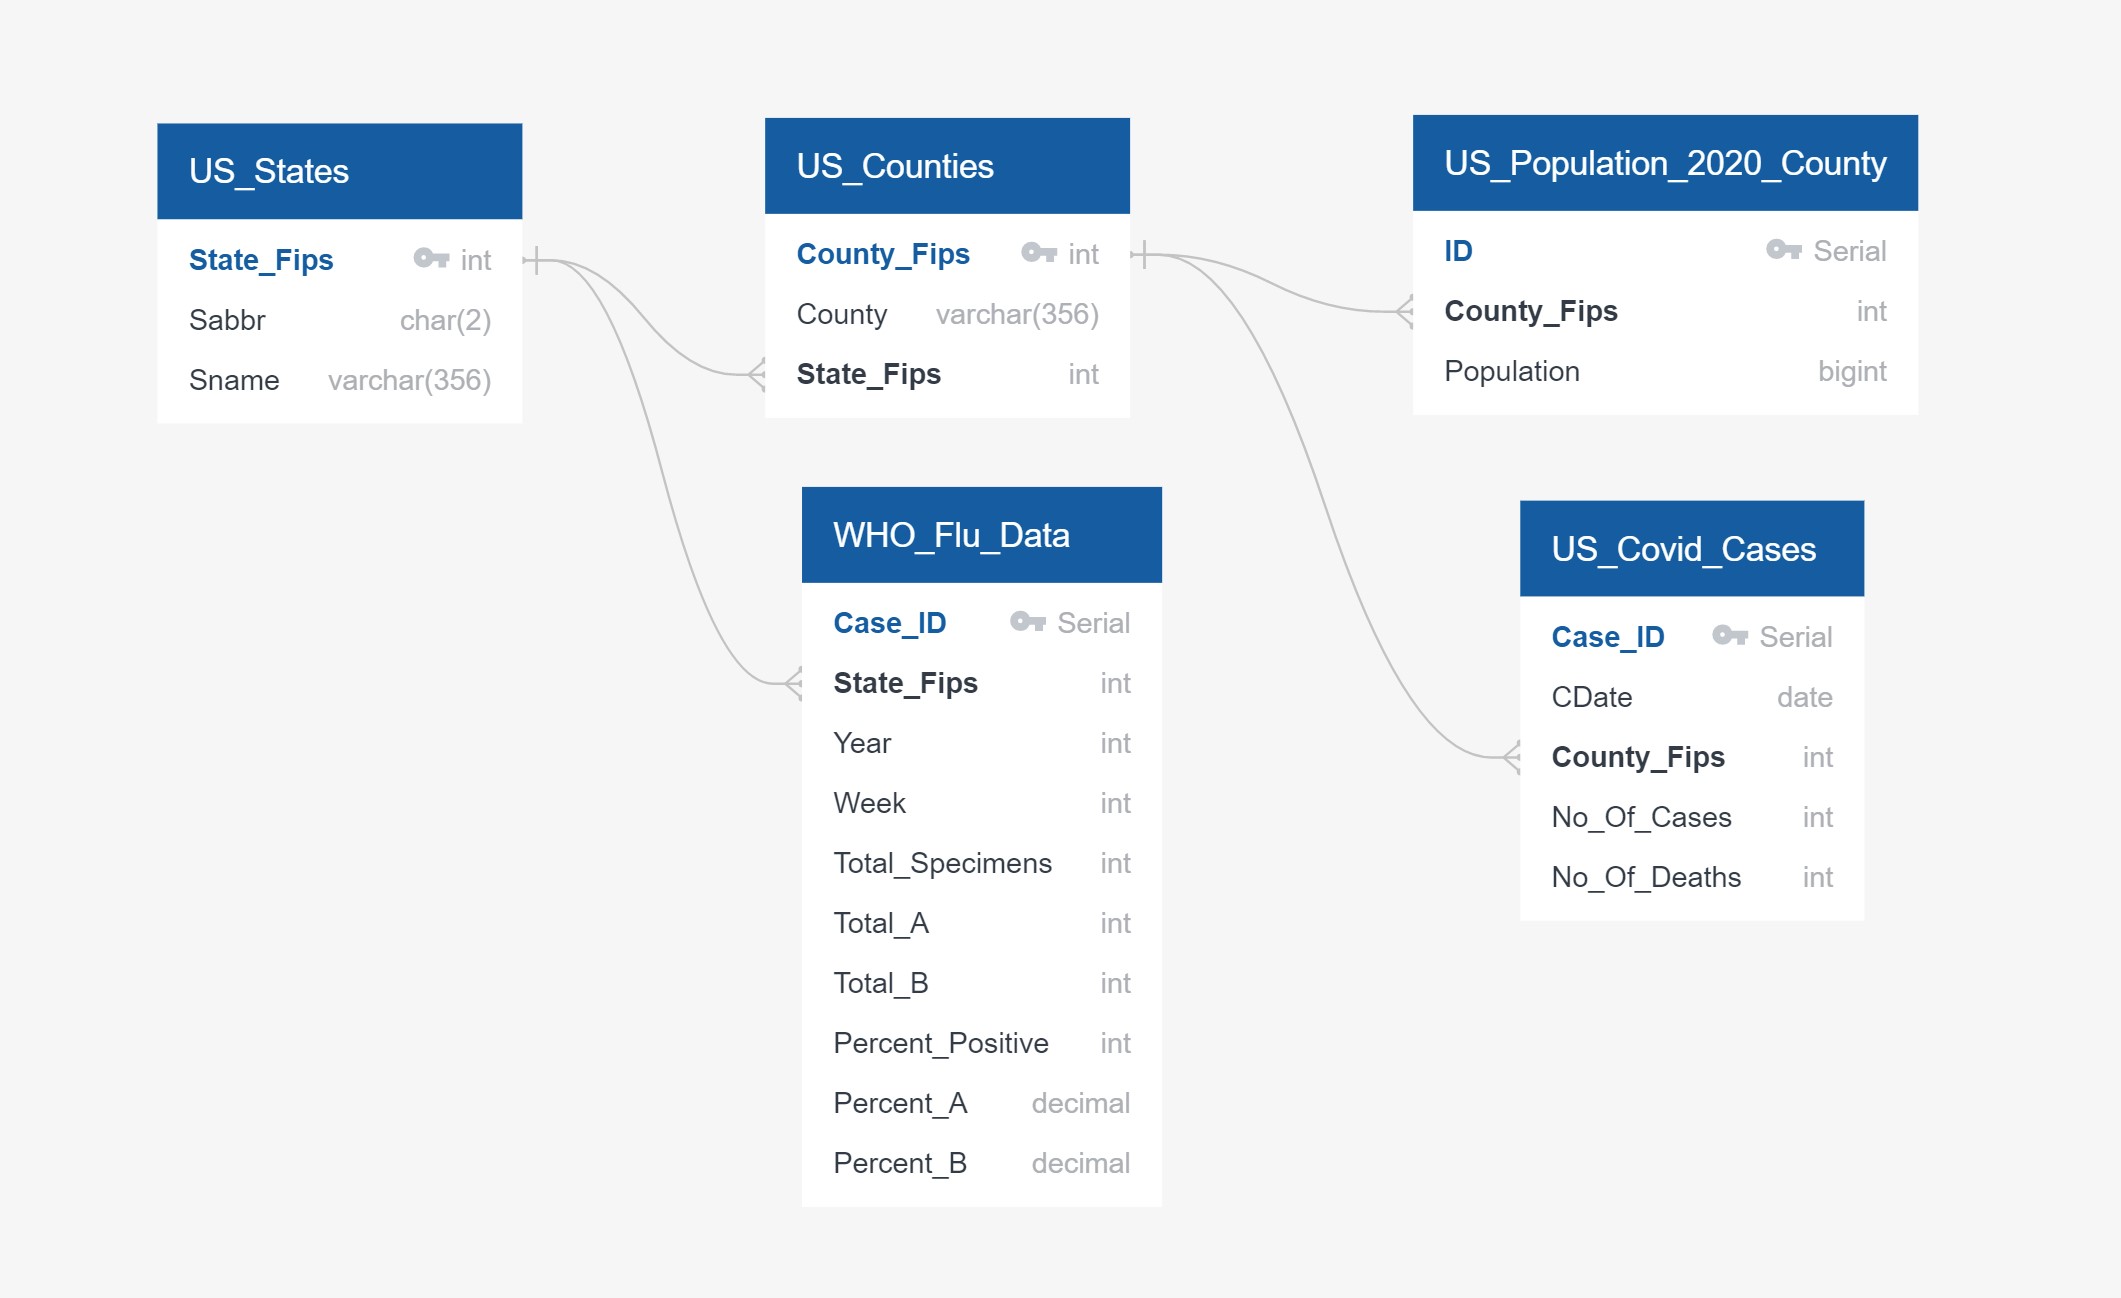 US_States
State_Fips int
Sabbr char(2)
Sname varchar(356)
US_Counties
County_Fips int
County varchar(356)
State_Fips int
US_Population_2020_County
ID Serial
County_Fips int
Population bigint
WHO_Flu_Data
Case_ID Serial
State_Fips int
Year int
Week int
Total_Specimens int
Total_A int
Total_B int
Percent_Positive int
Percent_A decimal
Percent_B decimal
US_Covid_Cases
Case_ID Serial
CDate date
County_Fips int
No_Of_Cases int
No_Of_Deaths int